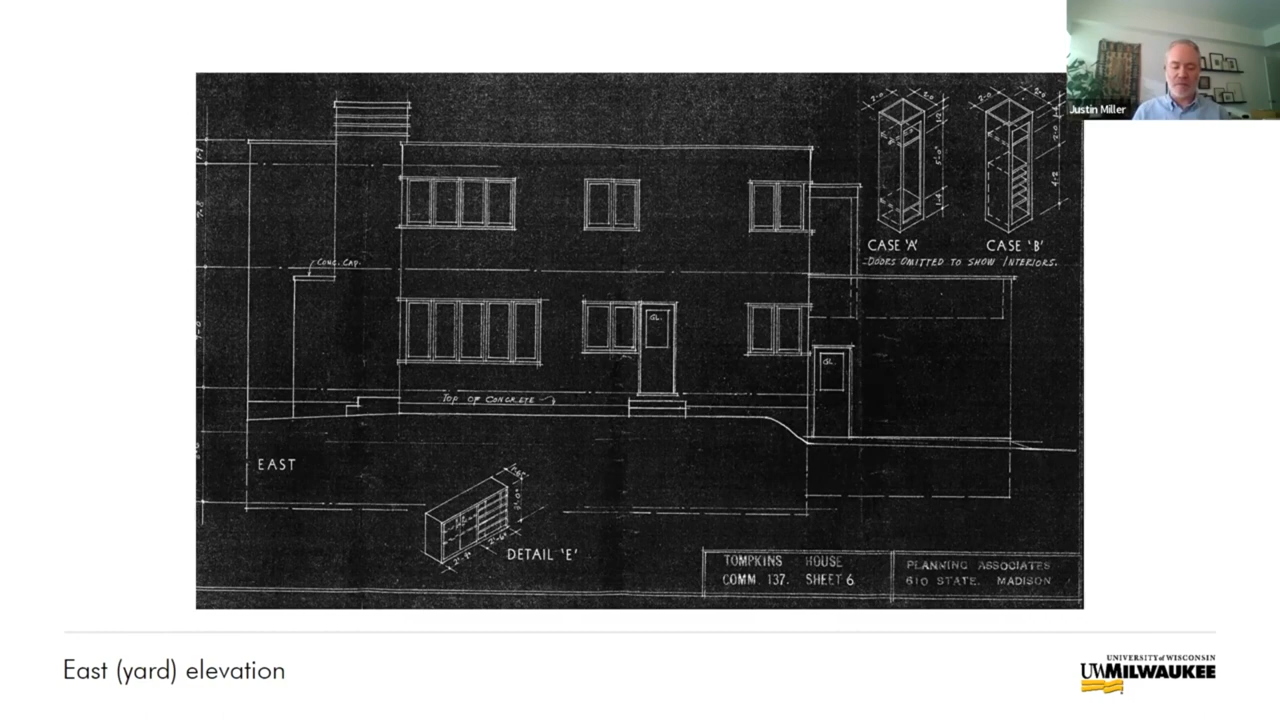 Justin Miller
CASE 'A'
CASE 'B'
DOORS OMITTED TO SHOW INTERIORS.
CONC. CAP.
GL.
GL.
TOP OF CONCRETE
EAST
DETAIL 'E'
TOMPKINS HOUSE
COMM. 137. SHEET 6
PLANNING ASSOCIATES
610 STATE. MADISON
East (yard) elevation
UNIVERSITY of WISCONSIN
UWMILWAUKEE